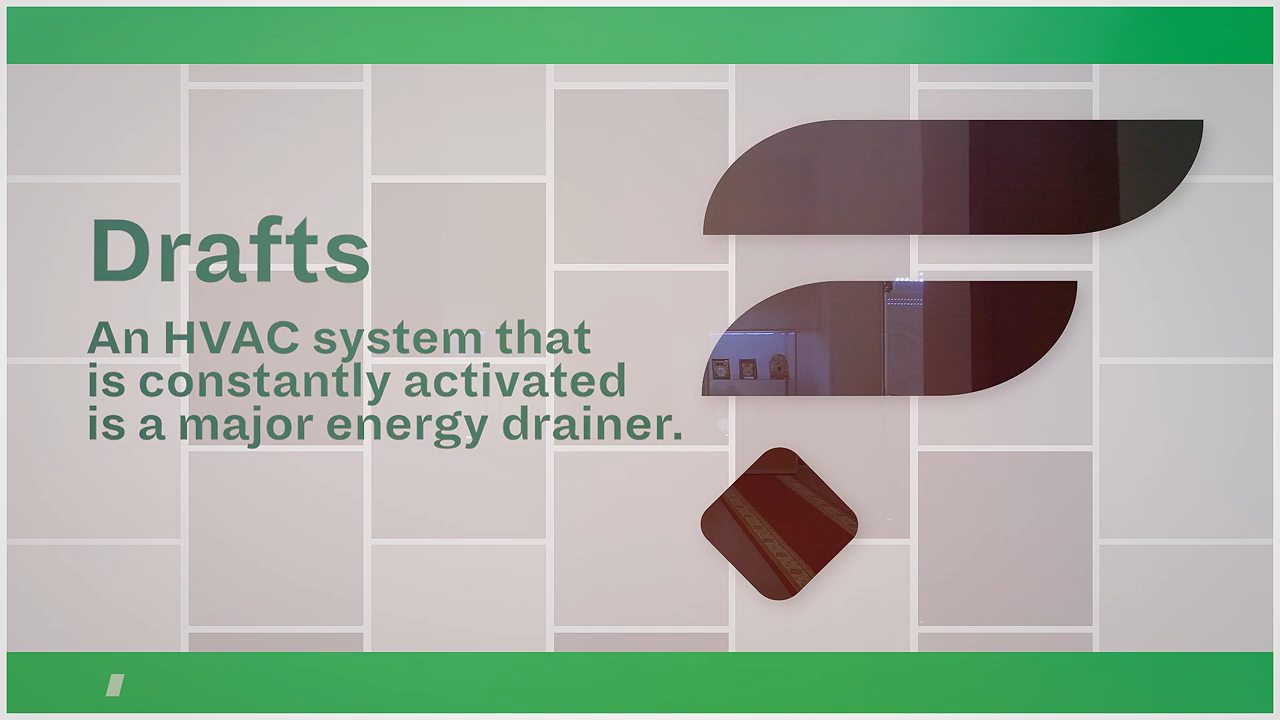 Drafts
An HVAC system that
is constantly activated
is a major energy drainer.